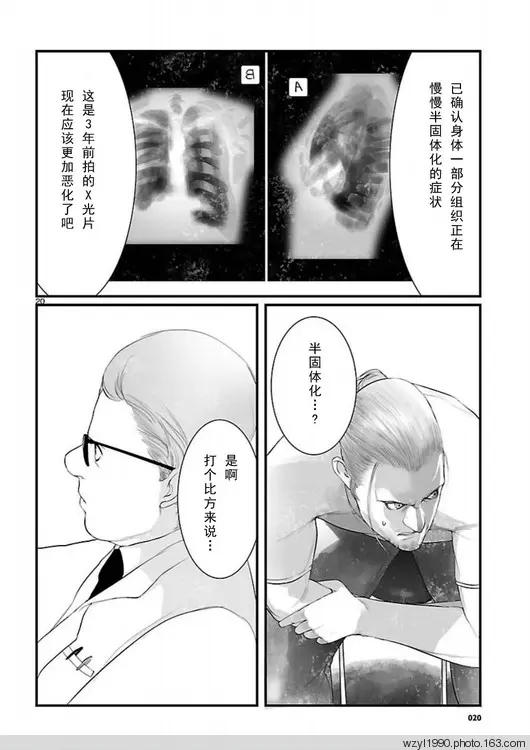 A
已确认身体一部分组织正在
慢慢半固体化的症状
B
这是3年前拍的X光片
现在应该更加恶化了吧
20
半固体化…?
是啊
打个比方来说…
020
wzyl1990.photo.163.com